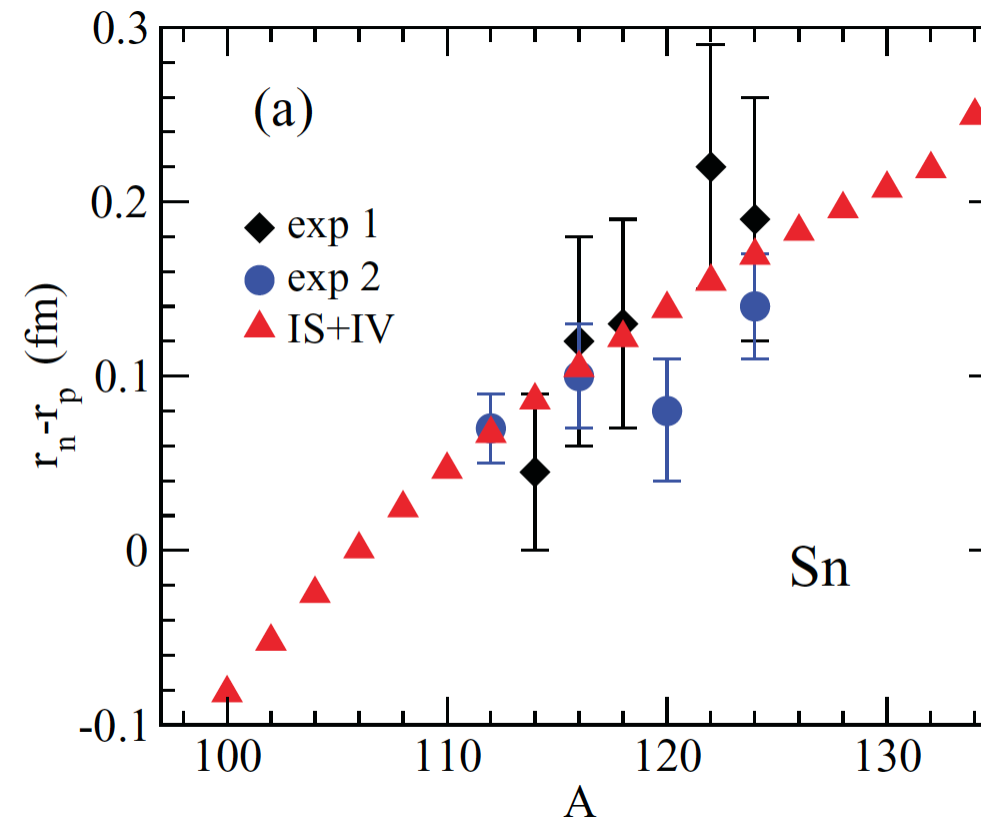 0.3
(a)
0.2
exp 1
exp 2
IS+IV
0.1
0
-0.1
r_n-r_p (fm)
Sn
100 110 120 130
A